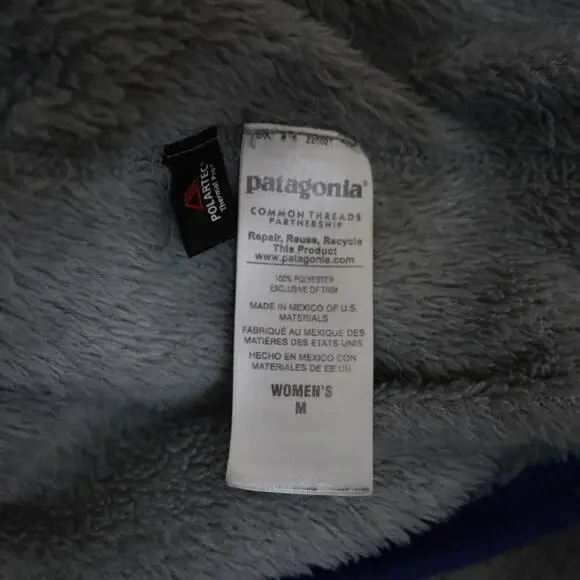 POLARTEC®
Thermal Pro®
patagonia®
COMMON THREADS
PARTNERSHIP
Repair, Reuse, Recycle
This Product
www.patagonia.com
100% POLYESTER
EXCLUSIVE OF TRIM
MADE IN MEXICO OF U.S.
MATERIALS
FABRIQUÉ AU MEXIQUE DES
MATIÈRES DES ETATS-UNIS
HECHO EN MEXICO CON
MATERIALES DE EE.UU.
WOMEN'S
M